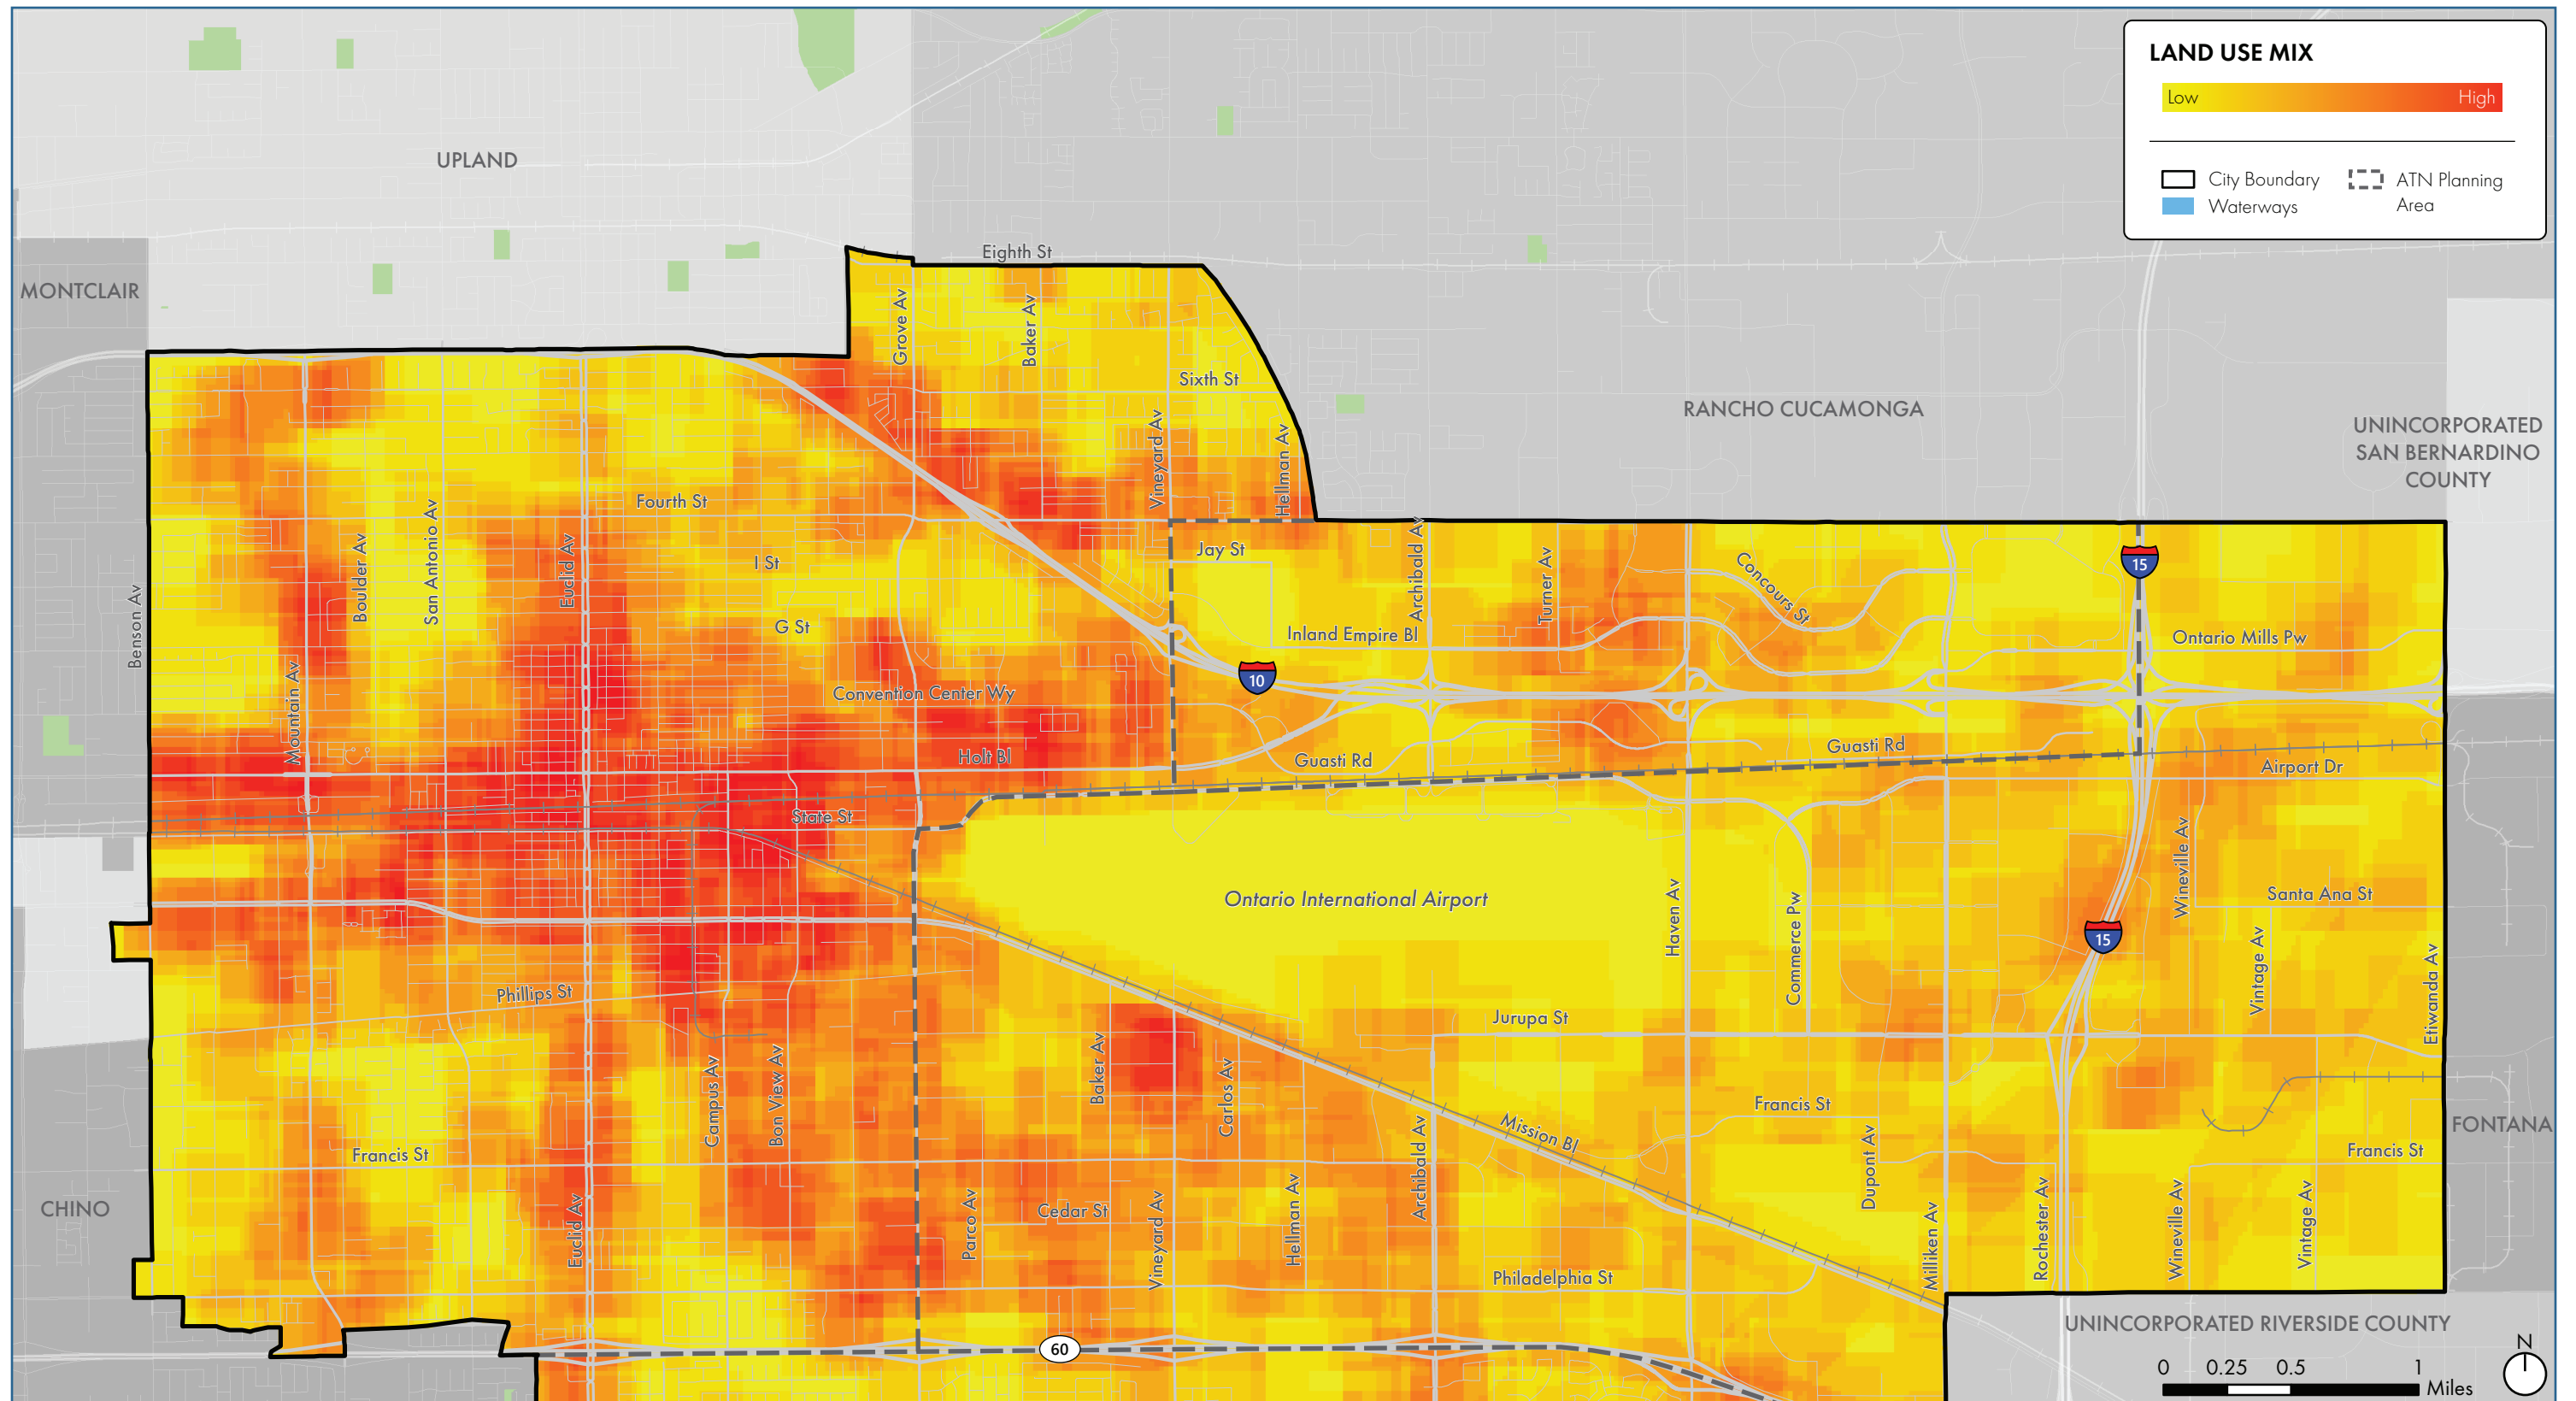 LAND USE MIX
Low
High
City Boundary
ATN Planning
Area
Waterways
UPLAND
MONTCLAIR
Eighth St
Grove Av
Baker Av
Sixth St
RANCHO CUCAMONGA
UNINCORPORATED
SAN BERNARDINO
COUNTY
Vineyard Av
Hellman Av
Fourth St
San Antonio Av
Boulder Av
Euclid Av
I St
Jay St
Archibald Av
Turner Av
Concours St
15
Benson Av
G St
Inland Empire Bl
Ontario Mills Pw
10
Mountain Av
Convention Center Wy
Holt Bl
Guasti Rd
Guasti Rd
Airport Dr
State St
Wineville Av
Ontario International Airport
Haven Av
Commerce Pw
Santa Ana St
15
Vintage Av
Etiwanda Av
Phillips St
Jurupa St
Baker Av
Carlos Av
Campus Av
Bon View Av
Francis St
Mission Bl
FONTANA
Francis St
Francis St
Dupont Av
Archibald Av
CHINO
Euclid Av
Parco Av
Cedar St
Vineyard Av
Hellman Av
Milliken Av
Rochester Av
Wineville Av
Vintage Av
Philadelphia St
UNINCORPORATED RIVERSIDE COUNTY
60
N
0 0.25 0.5 1
Miles